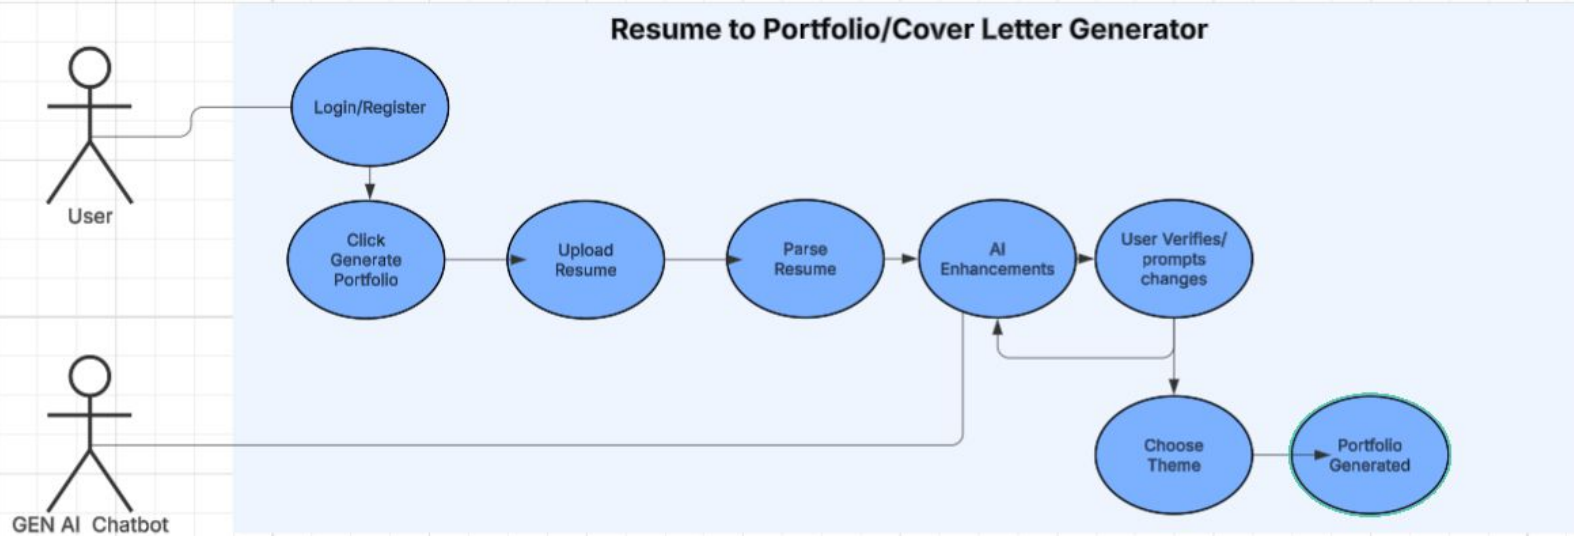 Resume to Portfolio/Cover Letter Generator
Login/Register
User
Click
Generate
Portfolio
Upload
Resume
Parse
Resume
AI
Enhancements
User Verifies/
prompts
changes
Choose
Theme
Portfolio
Generated
GEN AI Chatbot